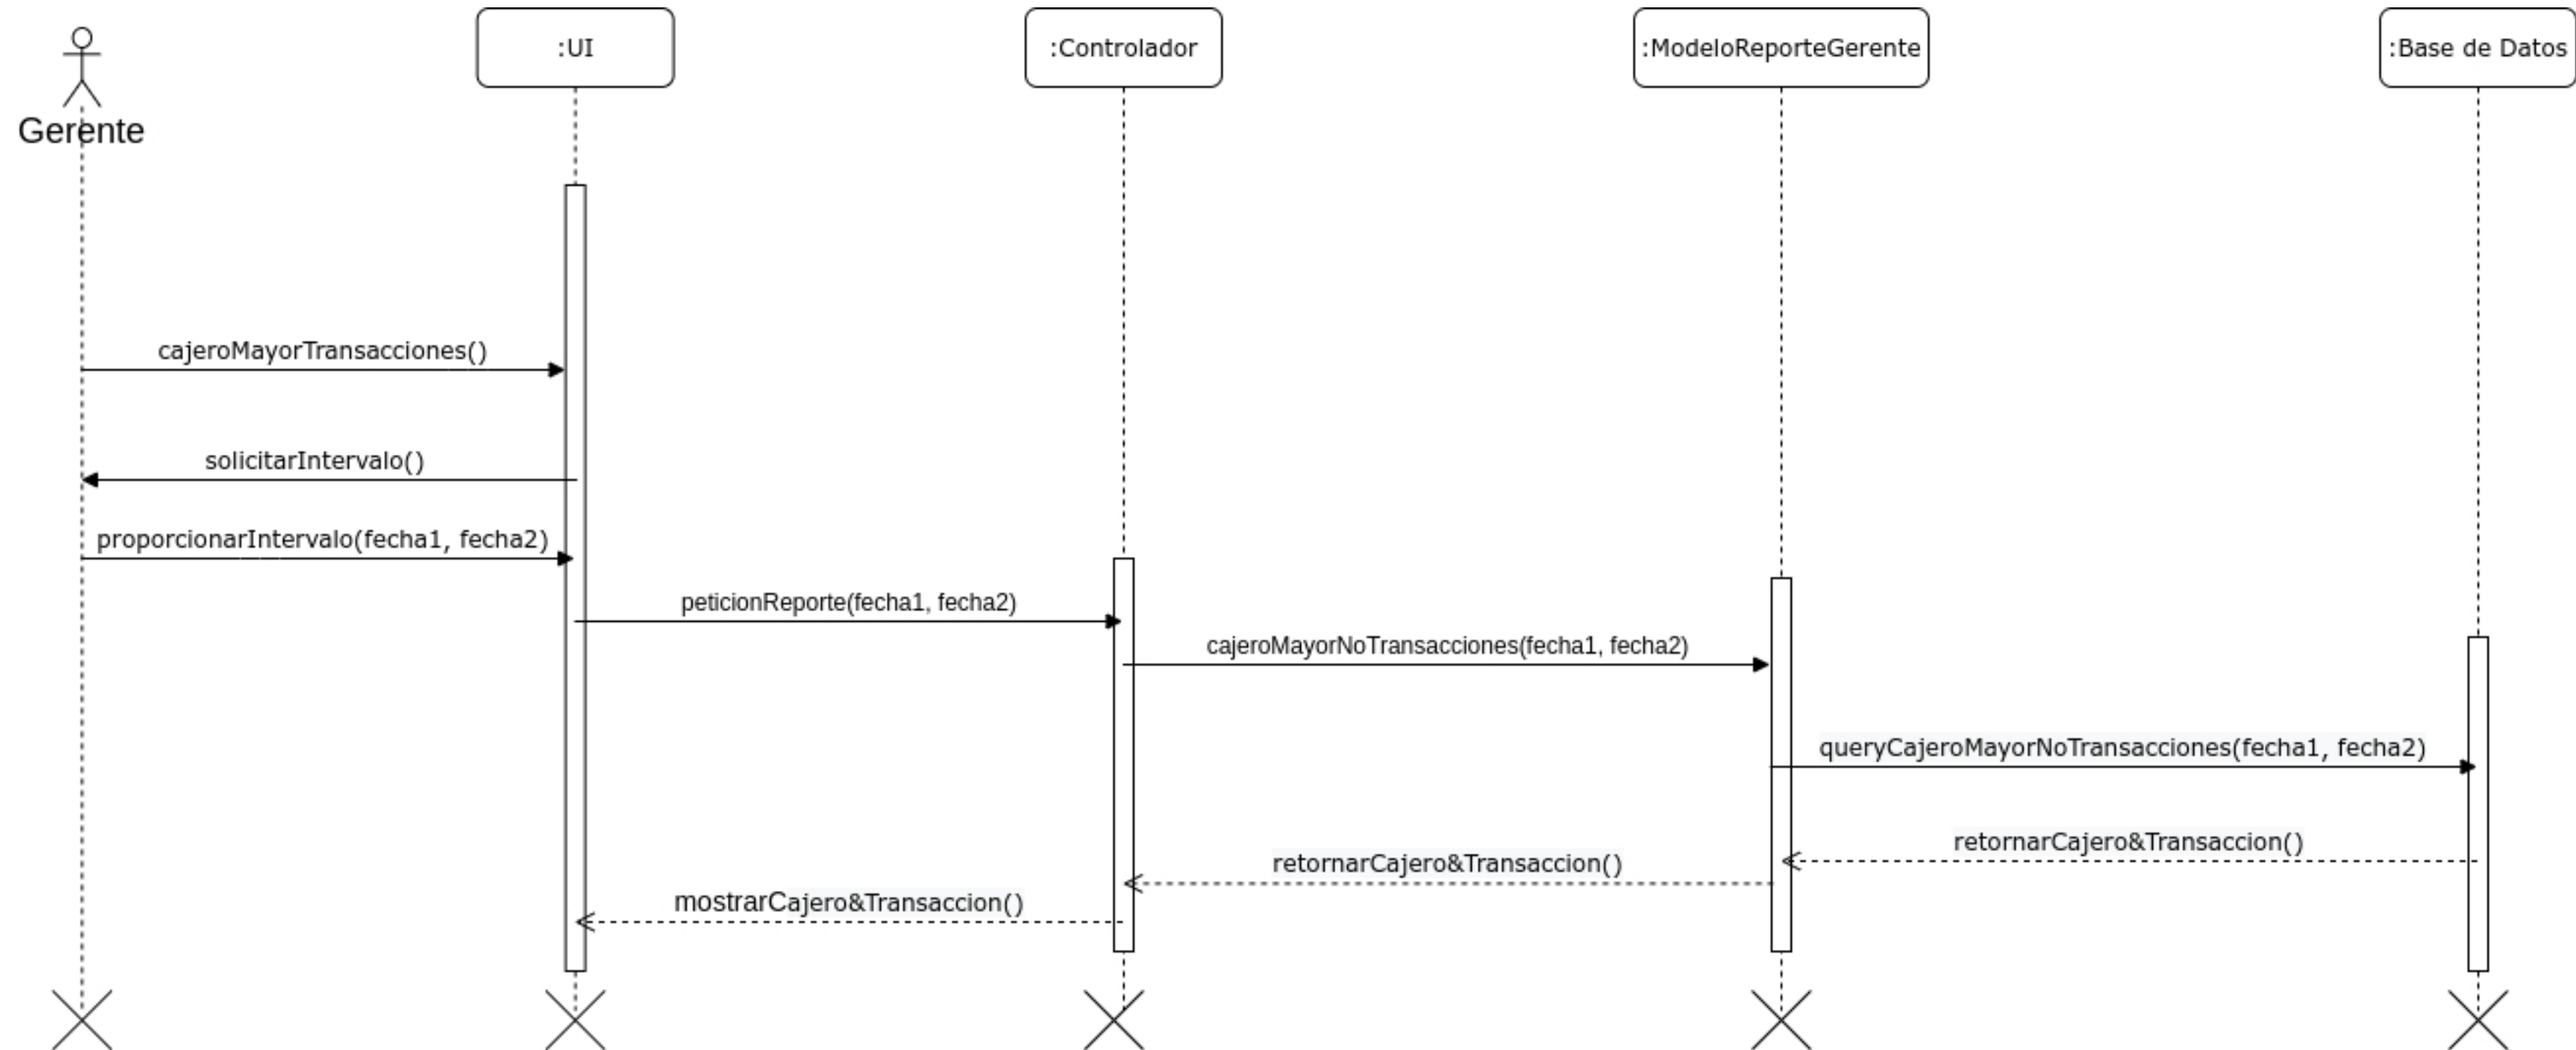 :UI
:Controlador
:ModeloReporteGerente
:Base de Datos
Gerente
cajeroMayorTransacciones()
solicitarIntervalo()
proporcionarIntervalo(fecha1, fecha2)
peticionReporte(fecha1, fecha2)
cajeroMayorNoTransacciones(fecha1, fecha2)
queryCajeroMayorNoTransacciones(fecha1, fecha2)
retornarCajero&Transaccion()
retornarCajero&Transaccion()
mostrarCajero&Transaccion()